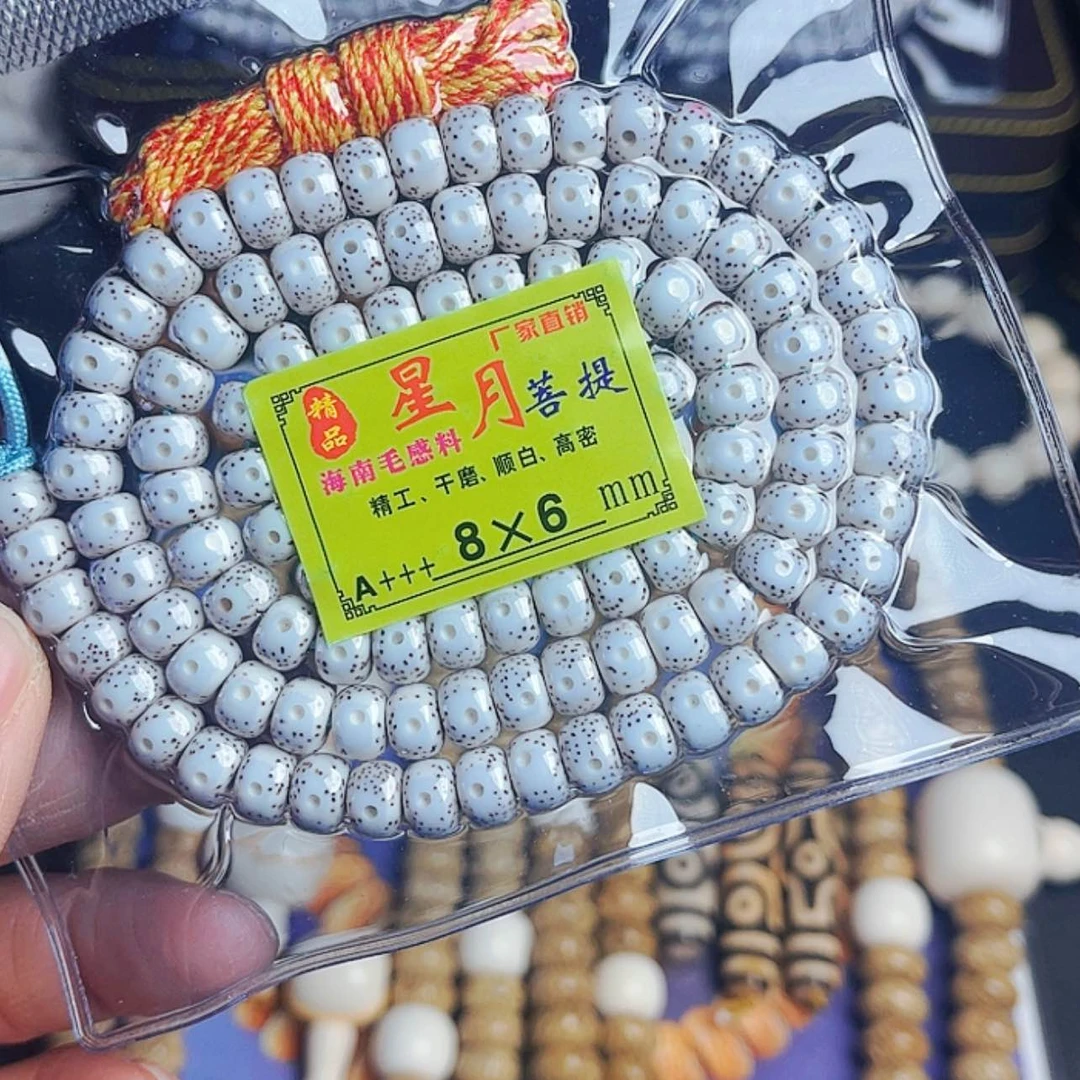 厂家直销
精品
星月菩提
海南毛感料
精工、干磨、顺白、高密
A+++ 8×6 mm